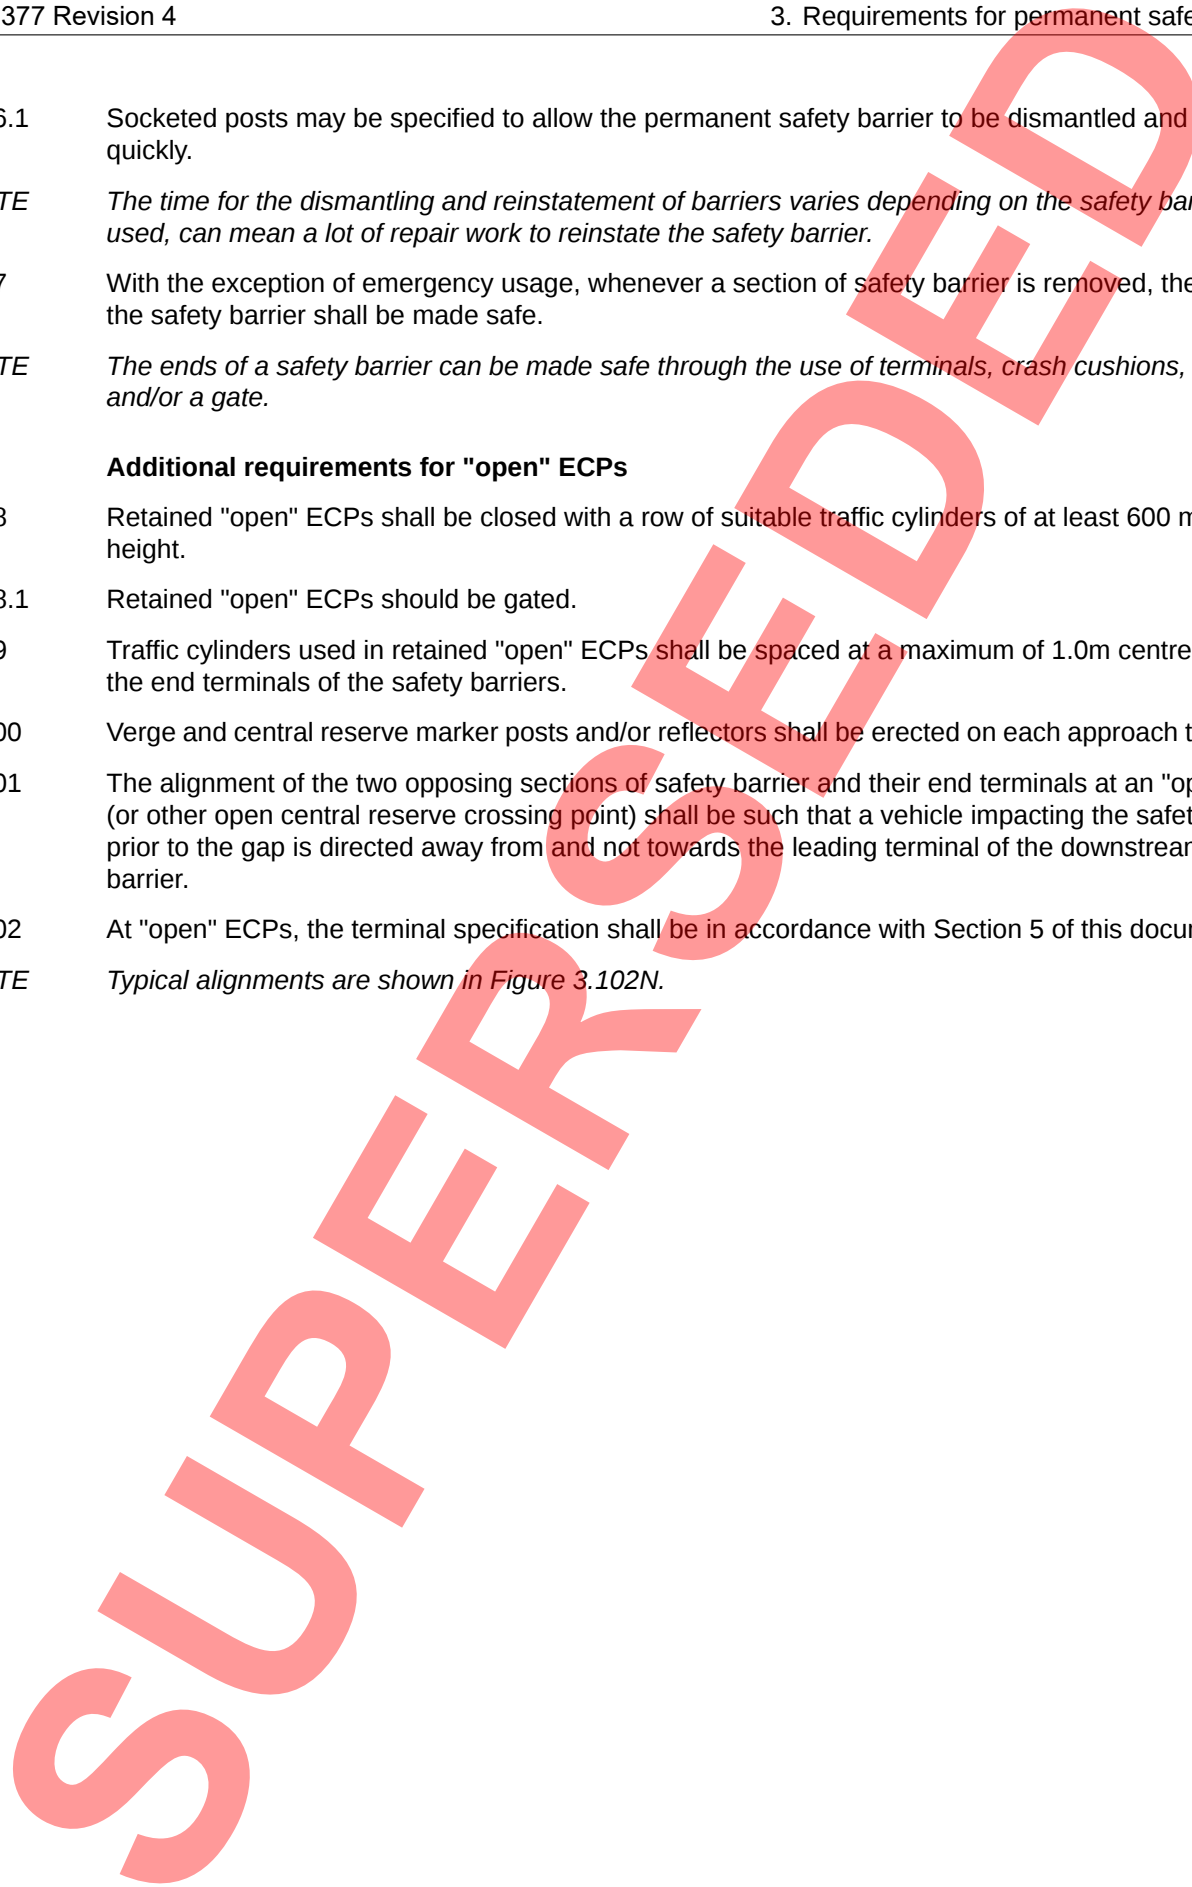 377 Revision 4 3. Requirements for permanent safe
6.1 Socketed posts may be specified to allow the permanent safety barrier to be dismantled and
quickly.
TE The time for the dismantling and reinstatement of barriers varies depending on the safety bar
used, can mean a lot of repair work to reinstate the safety barrier.
7 With the exception of emergency usage, whenever a section of safety barrier is removed, the
the safety barrier shall be made safe.
TE The ends of a safety barrier can be made safe through the use of terminals, crash cushions,
and/or a gate.
Additional requirements for "open" ECPs
8 Retained "open" ECPs shall be closed with a row of suitable traffic cylinders of at least 600 m
height.
8.1 Retained "open" ECPs should be gated.
9 Traffic cylinders used in retained "open" ECPs shall be spaced at a maximum of 1.0m centre
the end terminals of the safety barriers.
00 Verge and central reserve marker posts and/or reflectors shall be erected on each approach t
01 The alignment of the two opposing sections of safety barrier and their end terminals at an "op
(or other open central reserve crossing point) shall be such that a vehicle impacting the safet
prior to the gap is directed away from and not towards the leading terminal of the downstream
barrier.
02 At "open" ECPs, the terminal specification shall be in accordance with Section 5 of this docu
TE Typical alignments are shown in Figure 3.102N.
SUPERSEDED